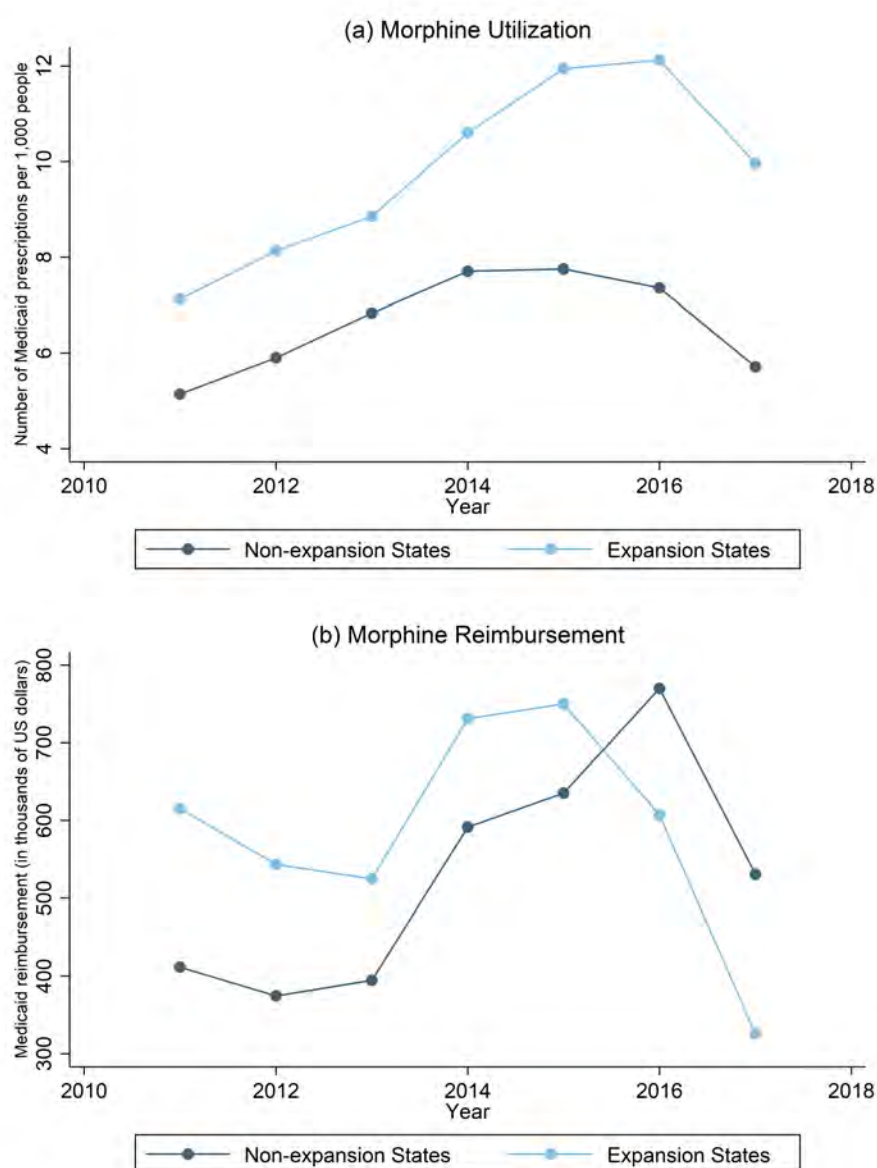 (a) Morphine Utilization
Number of Medicaid prescriptions per 1,000 people
12
10
8
6
4
2010 2012 2014 2016 2018
Year
Non-expansion States Expansion States
(b) Morphine Reimbursement
Medicaid reimbursement (in thousands of US dollars)
800
700
600
500
400
300
2010 2012 2014 2016 2018
Year
Non-expansion States Expansion States